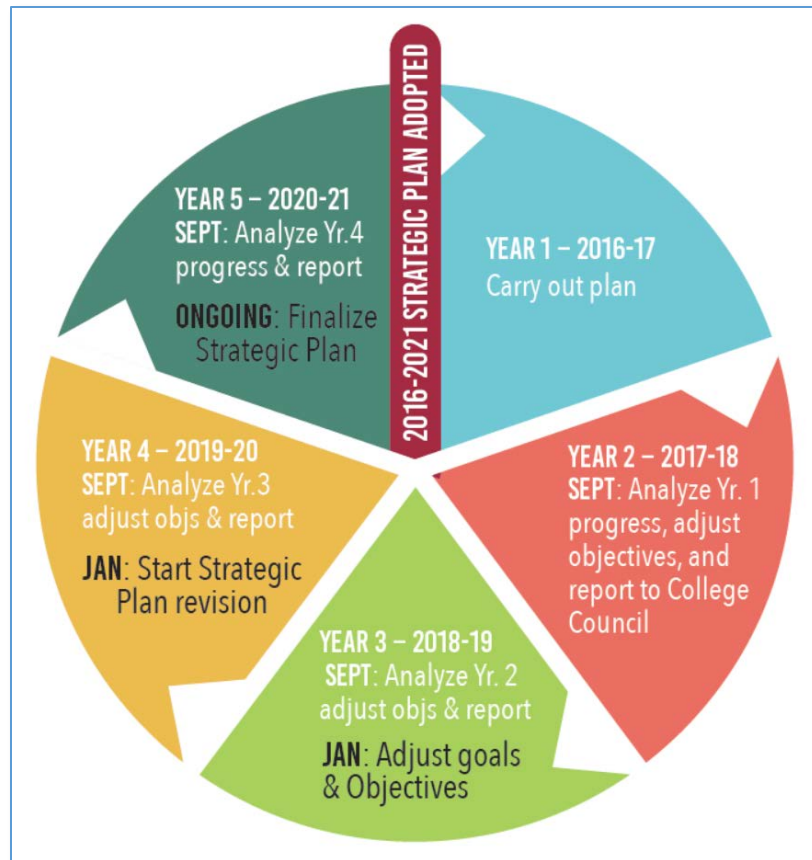 2016-2021 STRATEGIC PLAN ADOPTED
YEAR 1 – 2016-17
Carry out plan
YEAR 2 – 2017-18
SEPT: Analyze Yr. 1
progress, adjust
objectives, and
report to College
Council
YEAR 3 – 2018-19
SEPT: Analyze Yr. 2
adjust objs & report
JAN: Adjust goals
& Objectives
YEAR 4 – 2019-20
SEPT: Analyze Yr.3
adjust objs & report
JAN: Start Strategic
Plan revision
YEAR 5 – 2020-21
SEPT: Analyze Yr.4
progress & report
ONGOING: Finalize
Strategic Plan